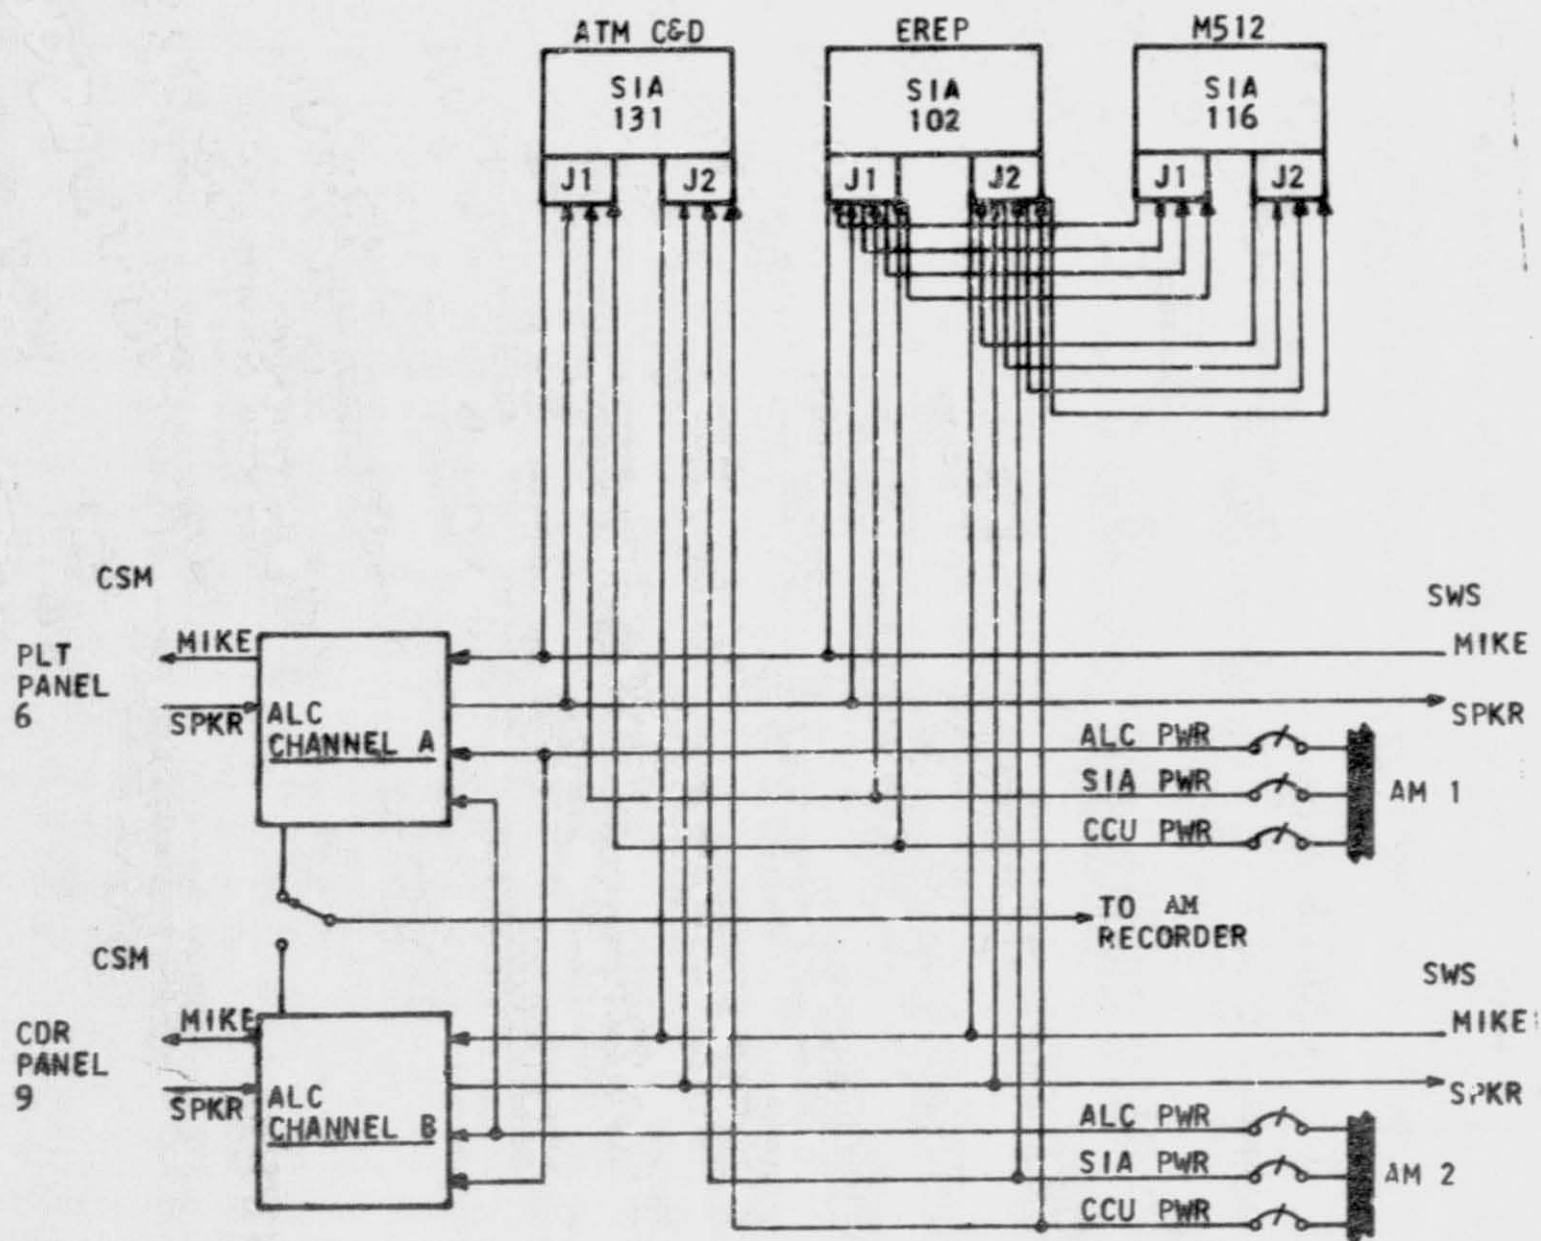 ATM C&D
EREP
M512
SIA
131
SIA
102
SIA
116
J1
J2
J1
J2
J1
J2
CSM
SWS
PLT
PANEL
6
MIKE
SPKR
ALC
CHANNEL A
MIKE
SPKR
ALC PWR
SIA PWR
CCU PWR
AM 1
TO AM
RECORDER
CSM
SWS
CDR
PANEL
9
MIKE
SPKR
ALC
CHANNEL B
MIKE
SPKR
ALC PWR
SIA PWR
CCU PWR
AM 2